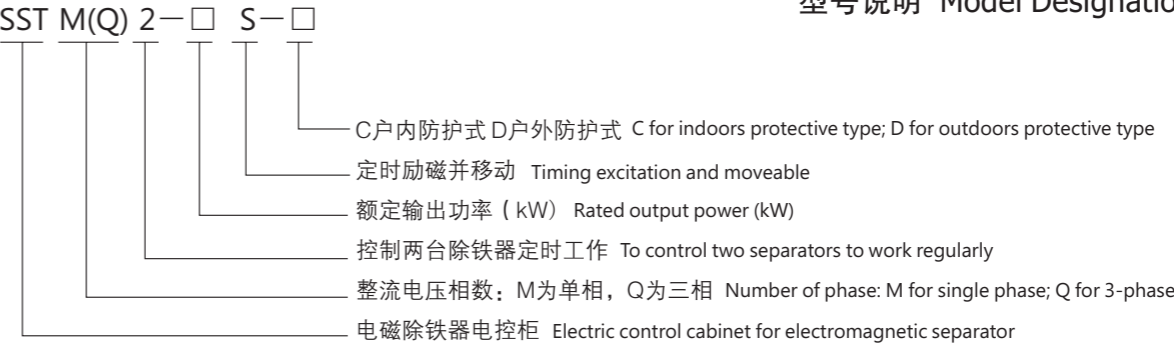 型号说明 Model Designatio
SST M(Q) 2－□ S－□
C户内防护式 D户外防护式 C for indoors protective type; D for outdoors protective type
定时励磁并移动 Timing excitation and moveable
额定输出功率（kW） Rated output power (kW)
控制两台除铁器定时工作 To control two separators to work regularly
整流电压相数：M为单相，Q为三相 Number of phase: M for single phase; Q for 3-phase
电磁除铁器电控柜 Electric control cabinet for electromagnetic separator